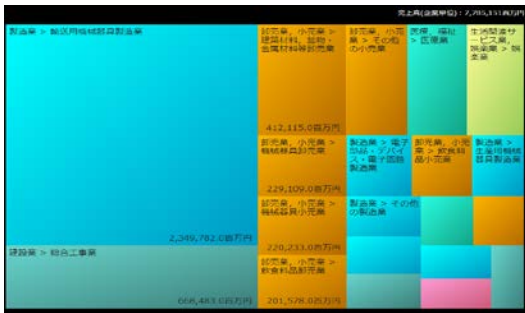 売上高(企業単位): 7,785,151百万円
製造業 > 輸送用機械器具製造業
2,349,782.0百万円
建設業 > 総合工事業
668,483.0百万円
卸売業, 小売業 >
建築材料, 鉱物・
金属材料等卸売業
412,115.0百万円
卸売業, 小売業 >
機械器具卸売業
229,109.0百万円
卸売業, 小売業 >
機械器具小売業
220,233.0百万円
卸売業, 小売業 >
飲食料品卸売業
201,578.0百万円
卸売業, 小売
業 > その他
の小売業
医療, 福祉
> 医療業
生活関連サ
ービス業,
娯楽業 > 娯
楽業
製造業 > 電子
部品・デバイ
ス・電子回路
製造業
卸売業, 小売
業 > 飲食料
品小売業
製造業 >
生産用機械
器具製造業
製造業 > その他
の製造業